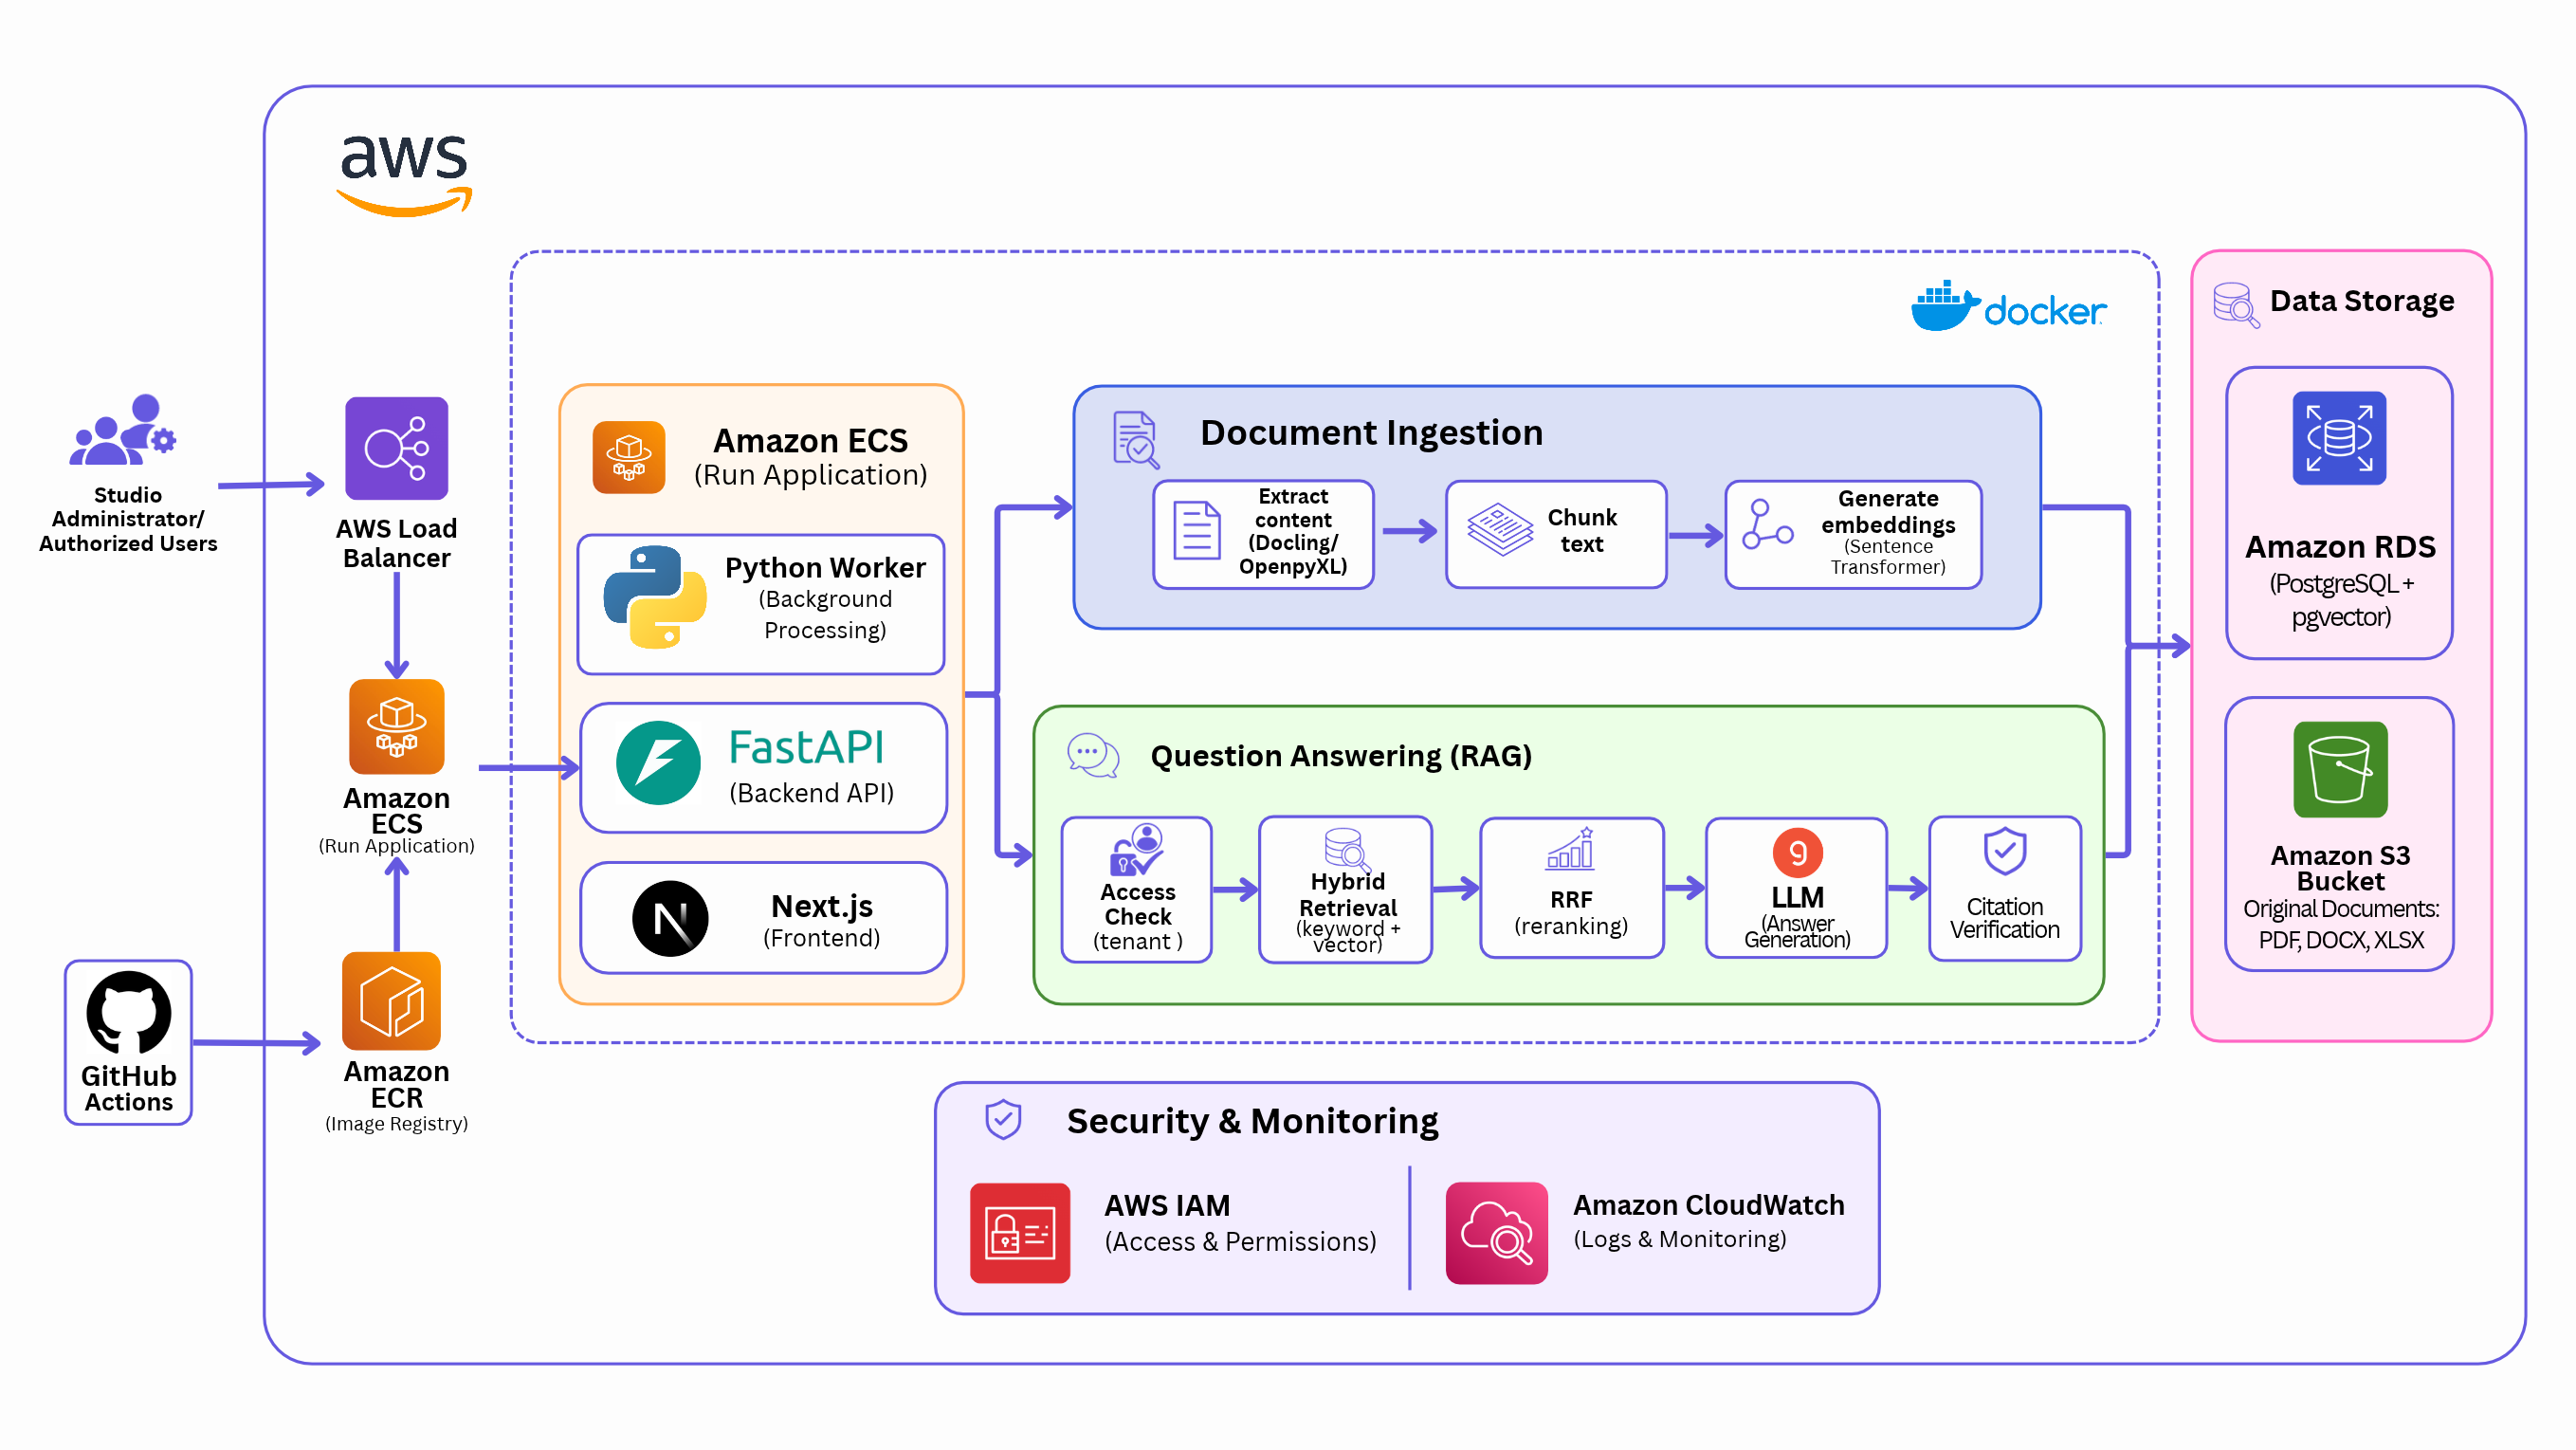 aws
docker
Data Storage
Studio
Administrator/
Authorized Users
AWS Load
Balancer
Amazon
ECS
(Run Application)
GitHub
Actions
Amazon
ECR
(Image Registry)
Amazon ECS
(Run Application)
Python Worker
(Background
Processing)
FastAPI
(Backend API)
Next.js
(Frontend)
Document Ingestion
Extract
content
(Docling/
OpenpyXL)
Chunk
text
Generate
embeddings
(Sentence
Transformer)
Question Answering (RAG)
Access
Check
(tenant )
Hybrid
Retrieval
(keyword +
vector)
RRF
(reranking)
g
LLM
(Answer
Generation)
Citation
Verification
Amazon RDS
(PostgreSQL +
pgvector)
Amazon S3
Bucket
Original Documents:
PDF, DOCX, XLSX
Security & Monitoring
AWS IAM
(Access & Permissions)
Amazon CloudWatch
(Logs & Monitoring)